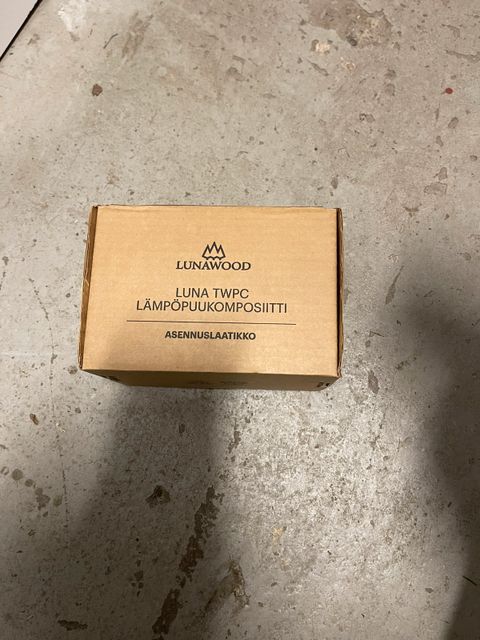 LUNAWOOD
LUNA TWPC
LÄMPÖPUUKOMPOSIITTI
ASENNUSLAATIKKO